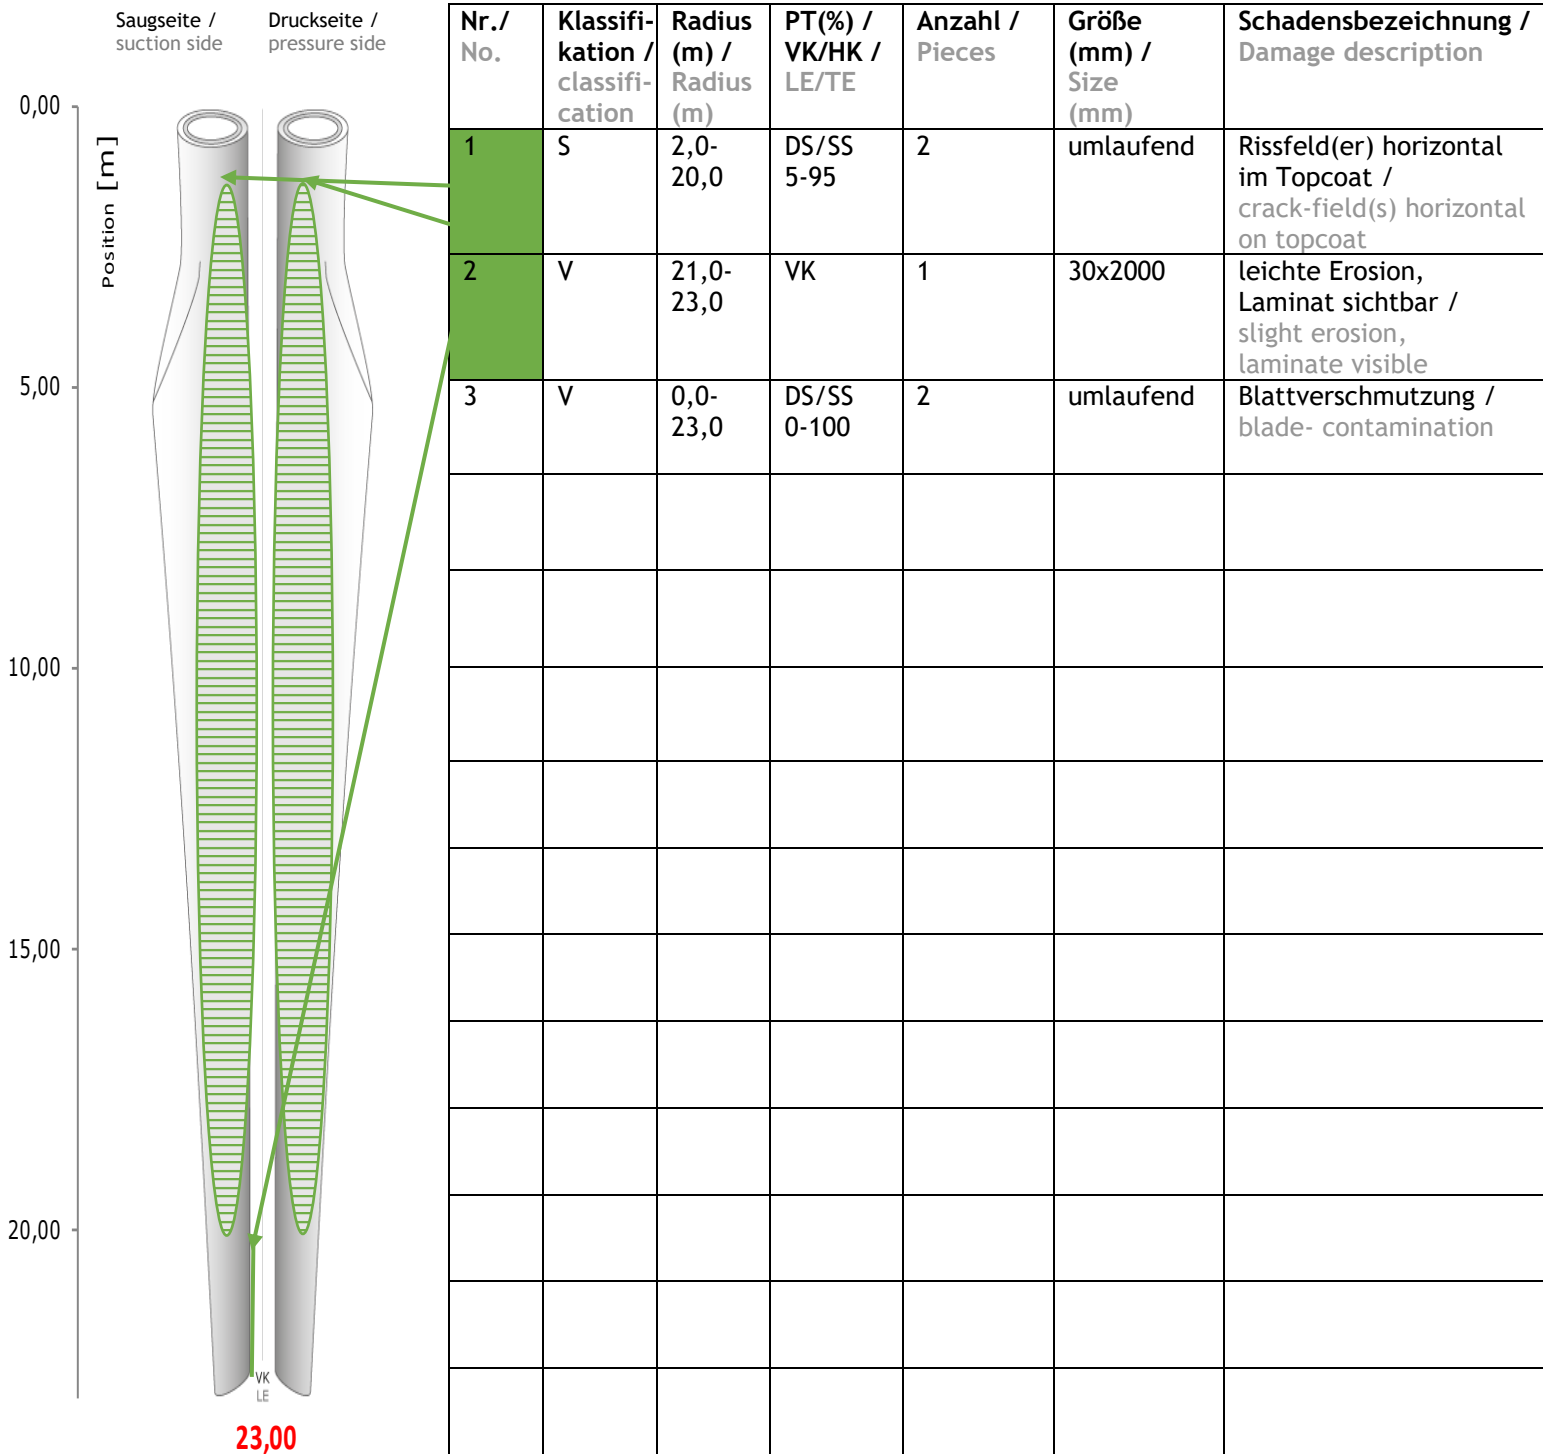 Saugseite /
suction side
Druckseite /
pressure side
0,00
5,00
10,00
15,00
20,00
Position [m]
VK
LE
23,00
Nr./
No.
Klassifi-
kation /
classifi-
cation
Radius
(m) /
Radius
(m)
PT(%) /
VK/HK /
LE/TE
Anzahl /
Pieces
Größe
(mm) /
Size
(mm)
Schadensbezeichnung /
Damage description
1
S
2,0-
20,0
DS/SS
5-95
2
umlaufend
Rissfeld(er) horizontal
im Topcoat /
crack-field(s) horizontal
on topcoat
2
V
21,0-
23,0
VK
1
30x2000
leichte Erosion,
Laminat sichtbar /
slight erosion,
laminate visible
3
V
0,0-
23,0
DS/SS
0-100
2
umlaufend
Blattverschmutzung /
blade- contamination